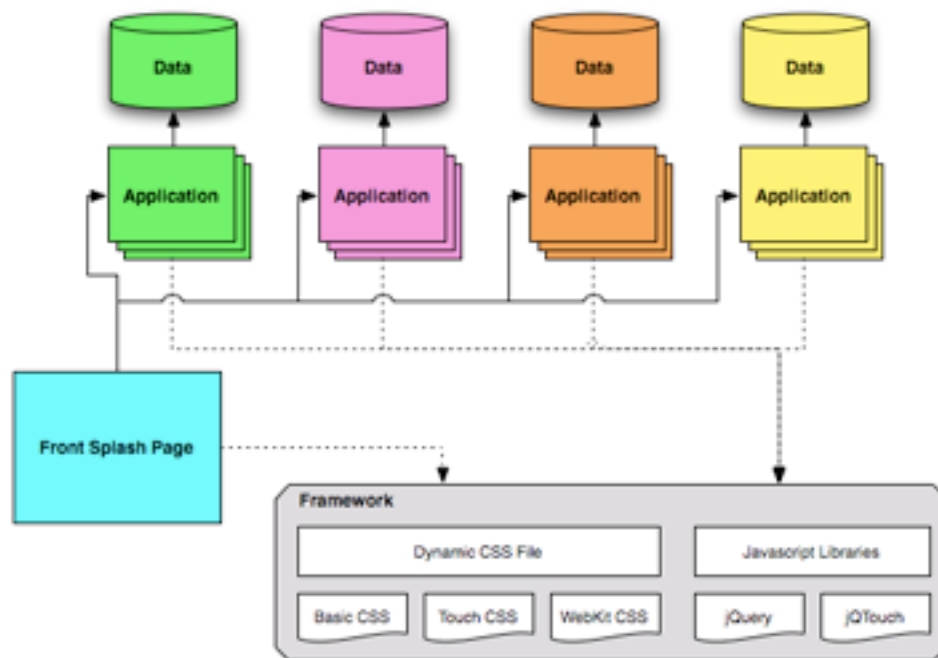 Data
Data
Data
Data
Application
Application
Application
Application
Front Splash Page
Framework
Dynamic CSS File
Javascript Libraries
Basic CSS
Touch CSS
WebKit CSS
jQuery
jQTouch